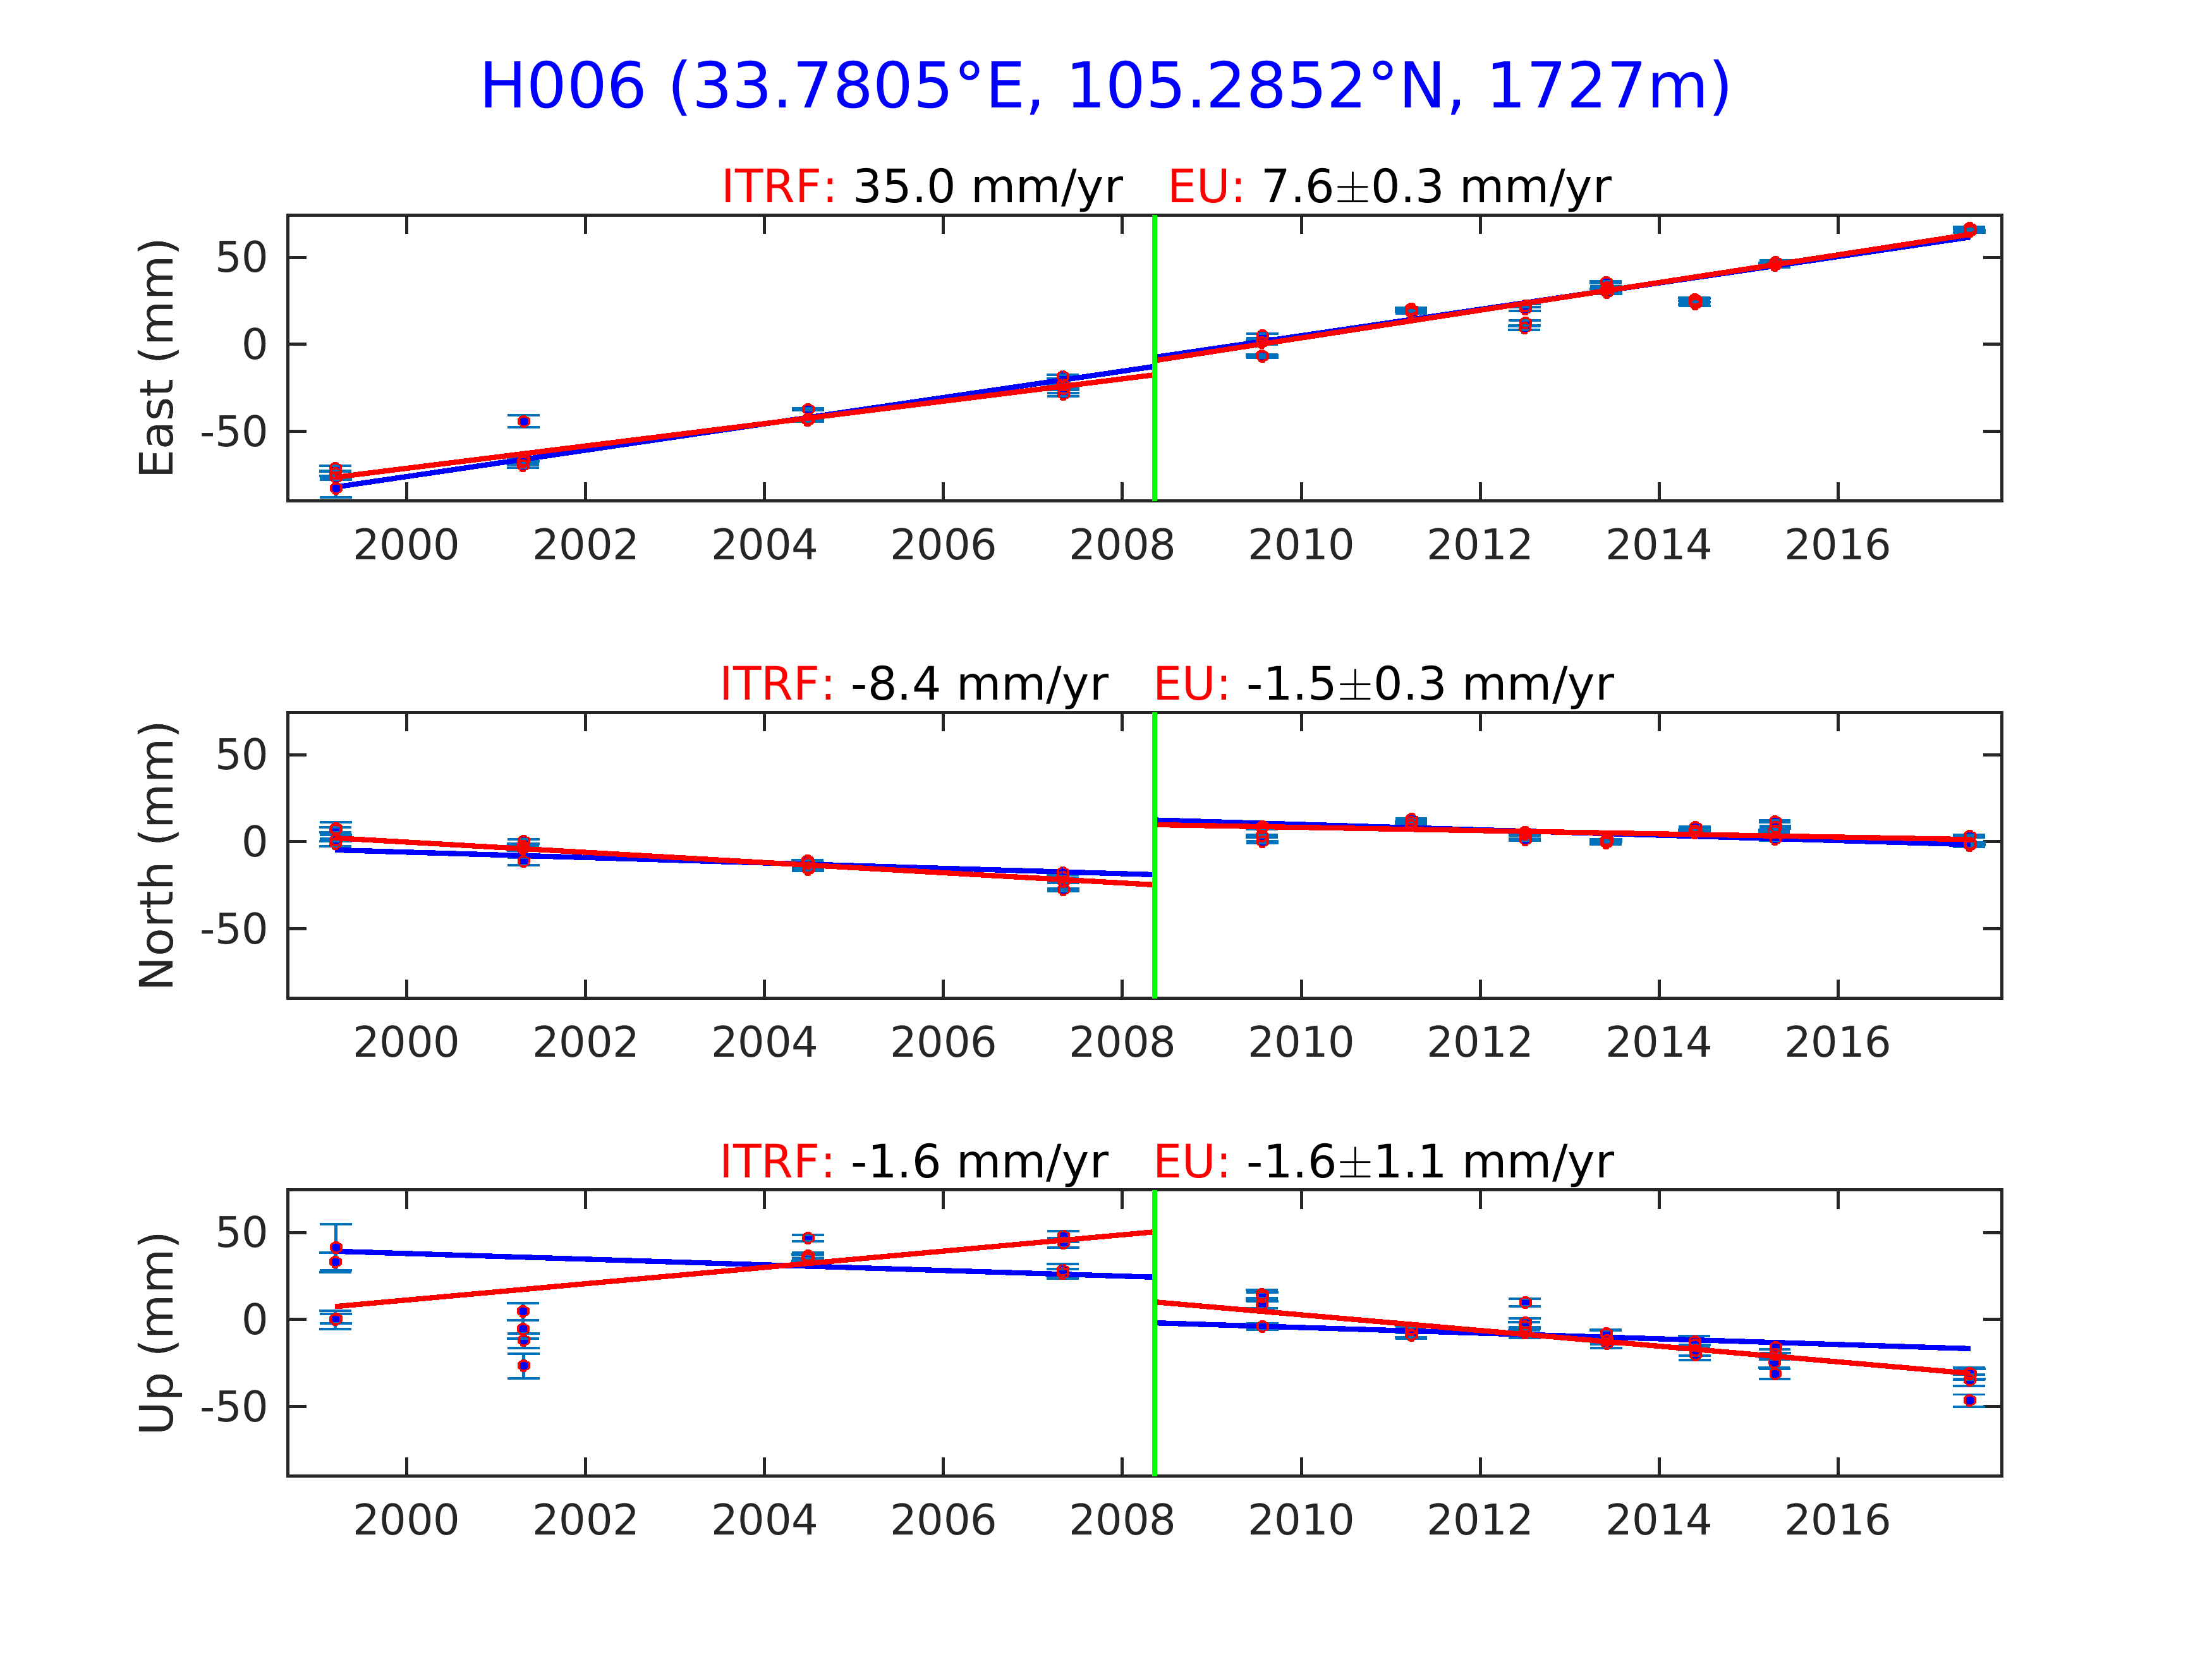 H006 (33.7805°E, 105.2852°N, 1727m)
ITRF: 35.0 mm/yr EU: 7.6±0.3 mm/yr
East (mm)
50
0
-50
2000 2002 2004 2006 2008 2010 2012 2014 2016
ITRF: -8.4 mm/yr EU: -1.5±0.3 mm/yr
North (mm)
50
0
-50
2000 2002 2004 2006 2008 2010 2012 2014 2016
ITRF: -1.6 mm/yr EU: -1.6±1.1 mm/yr
Up (mm)
50
0
-50
2000 2002 2004 2006 2008 2010 2012 2014 2016